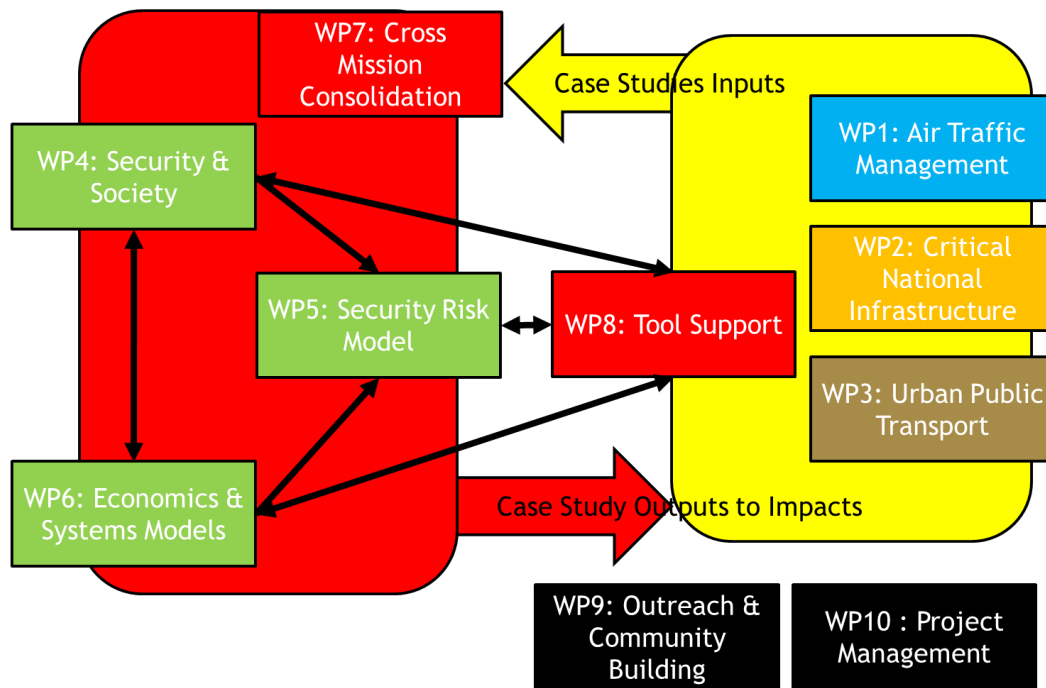 WP7: Cross
Mission
Consolidation
Case Studies Inputs
WP1: Air Traffic
Management
WP4: Security &
Society
WP2: Critical
National
Infrastructure
WP5: Security Risk
Model
WP8: Tool Support
WP3: Urban Public
Transport
WP6: Economics &
Systems Models
Case Study Outputs to Impacts
WP9: Outreach &
Community
Building
WP10 : Project
Management